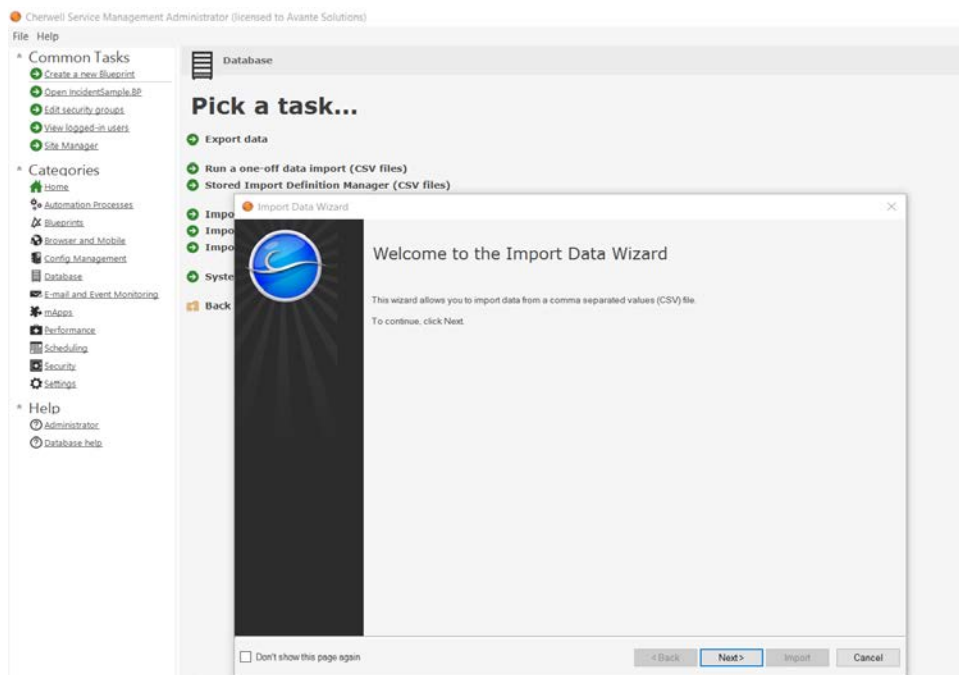 Cherwell Service Management Administrator (licensed to Avante Solutions)
File Help
Common Tasks
Create a new Blueprint
Open IncidentSample.BP
Edit security groups
View logged-in users
Site Manager
Categories
Home
Automation Processes
Blueprints
Browser and Mobile
Config Management
Database
E-mail and Event Monitoring
mApps
Performance
Scheduling
Security
Settings
Help
Administrator
Database help
Database
Pick a task...
Export data
Run a one-off data import (CSV files)
Stored Import Definition Manager (CSV files)
Impo
Impo
Impo
Syste
Back
Import Data Wizard
Welcome to the Import Data Wizard
This wizard allows you to import data from a comma separated values (CSV) file.
To continue, click Next.
Don't show this page again
< Back
Next >
Import
Cancel